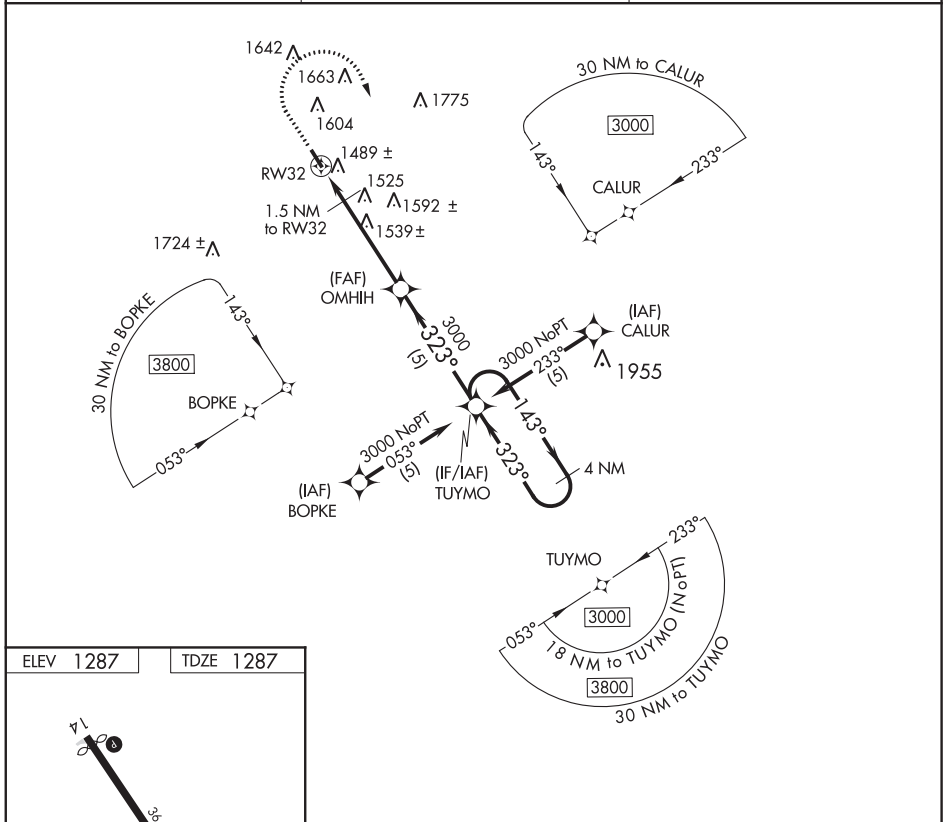 1642
1663
1604
1775
30 NM to CALUR
3000
143°
233°
CALUR
RW32
1489 ±
1525
1592 ±
1539 ±
1.5 NM
to RW32
1724 ±
(FAF)
OMHIH
30 NM to BOPKE
143°
3800
BOPKE
053°
3000
323°
(5)
(IAF)
CALUR
3000 NoPT
233°
(5)
1955
3000 NoPT
053°
(5)
(IAF)
BOPKE
(IF/IAF)
TUYMO
143°
323°
4 NM
TUYMO
233°
053°
3000
18 NM to TUYMO (NoPT)
3800
30 NM to TUYMO
ELEV 1287
TDZE 1287
14
P
36